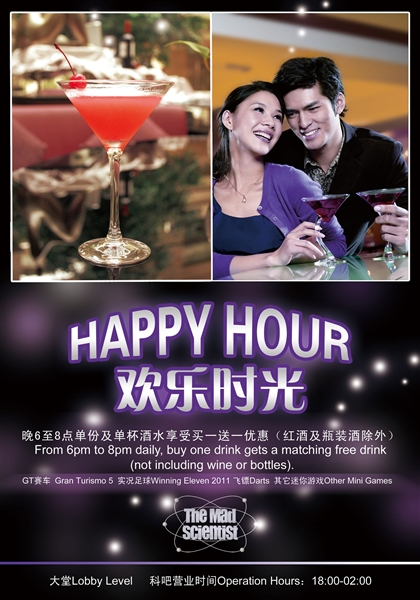 HAPPY HOUR
欢乐时光
晚6至8点单份及单杯酒水享受买一送一优惠（红酒及瓶装酒除外）
From 6pm to 8pm daily, buy one drink gets a matching free drink
(not including wine or bottles).
GT赛车 Gran Turismo 5 实况足球Winning Eleven 2011 飞镖Darts 其它迷你游戏Other Mini Games
The Mad
Scientist
大堂Lobby Level 科吧营业时间Operation Hours：18:00-02:00